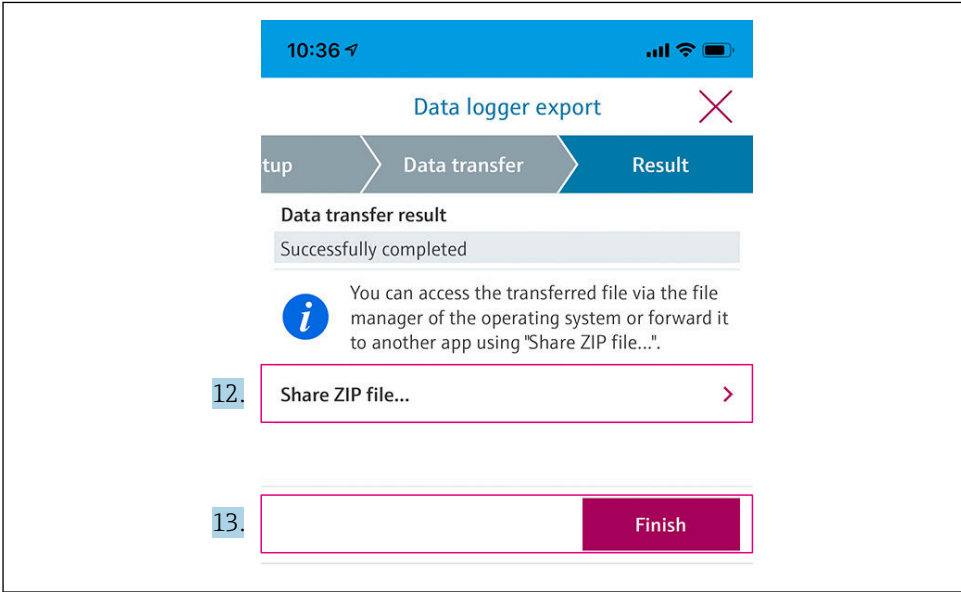 10:36
Data logger export
tup Data transfer Result
Data transfer result
Successfully completed
You can access the transferred file via the file
manager of the operating system or forward it
to another app using "Share ZIP file...".
12. Share ZIP file...
13. Finish